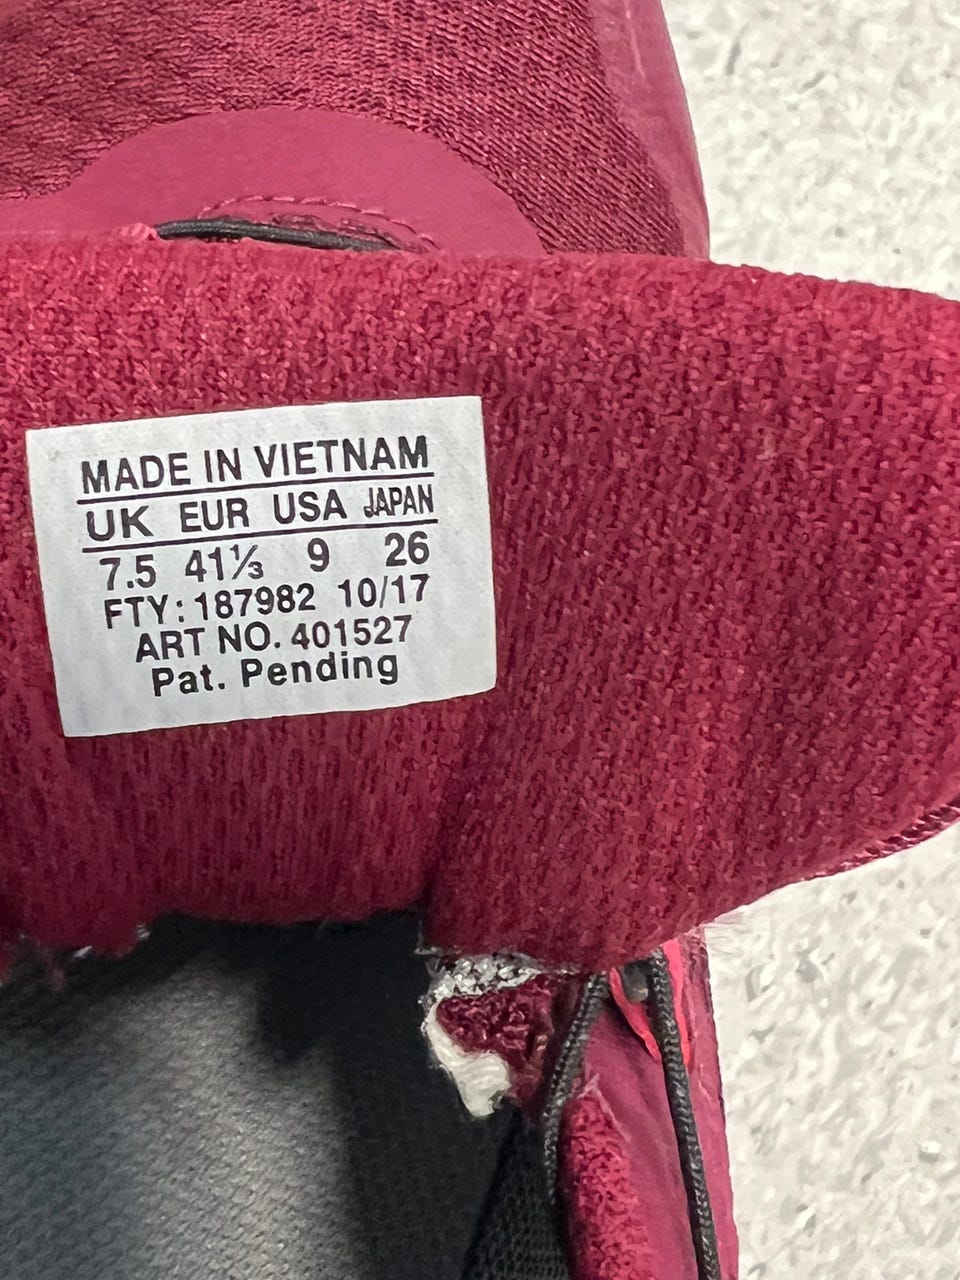 MADE IN VIETNAM
UK EUR USA JAPAN
7.5 41⅓ 9 26
FTY: 187982 10/17
ART NO. 401527
Pat. Pending